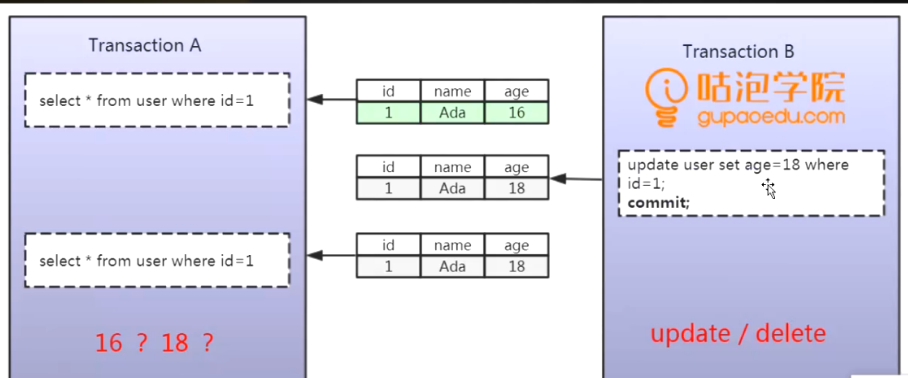 Transaction A
select * from user where id=1
id name age
1 Ada 16
Transaction B
咕泡学院
gupaoedu.com
id name age
1 Ada 18
update user set age=18 where
id=1;
commit;
select * from user where id=1
id name age
1 Ada 18
16 ? 18 ?
update / delete